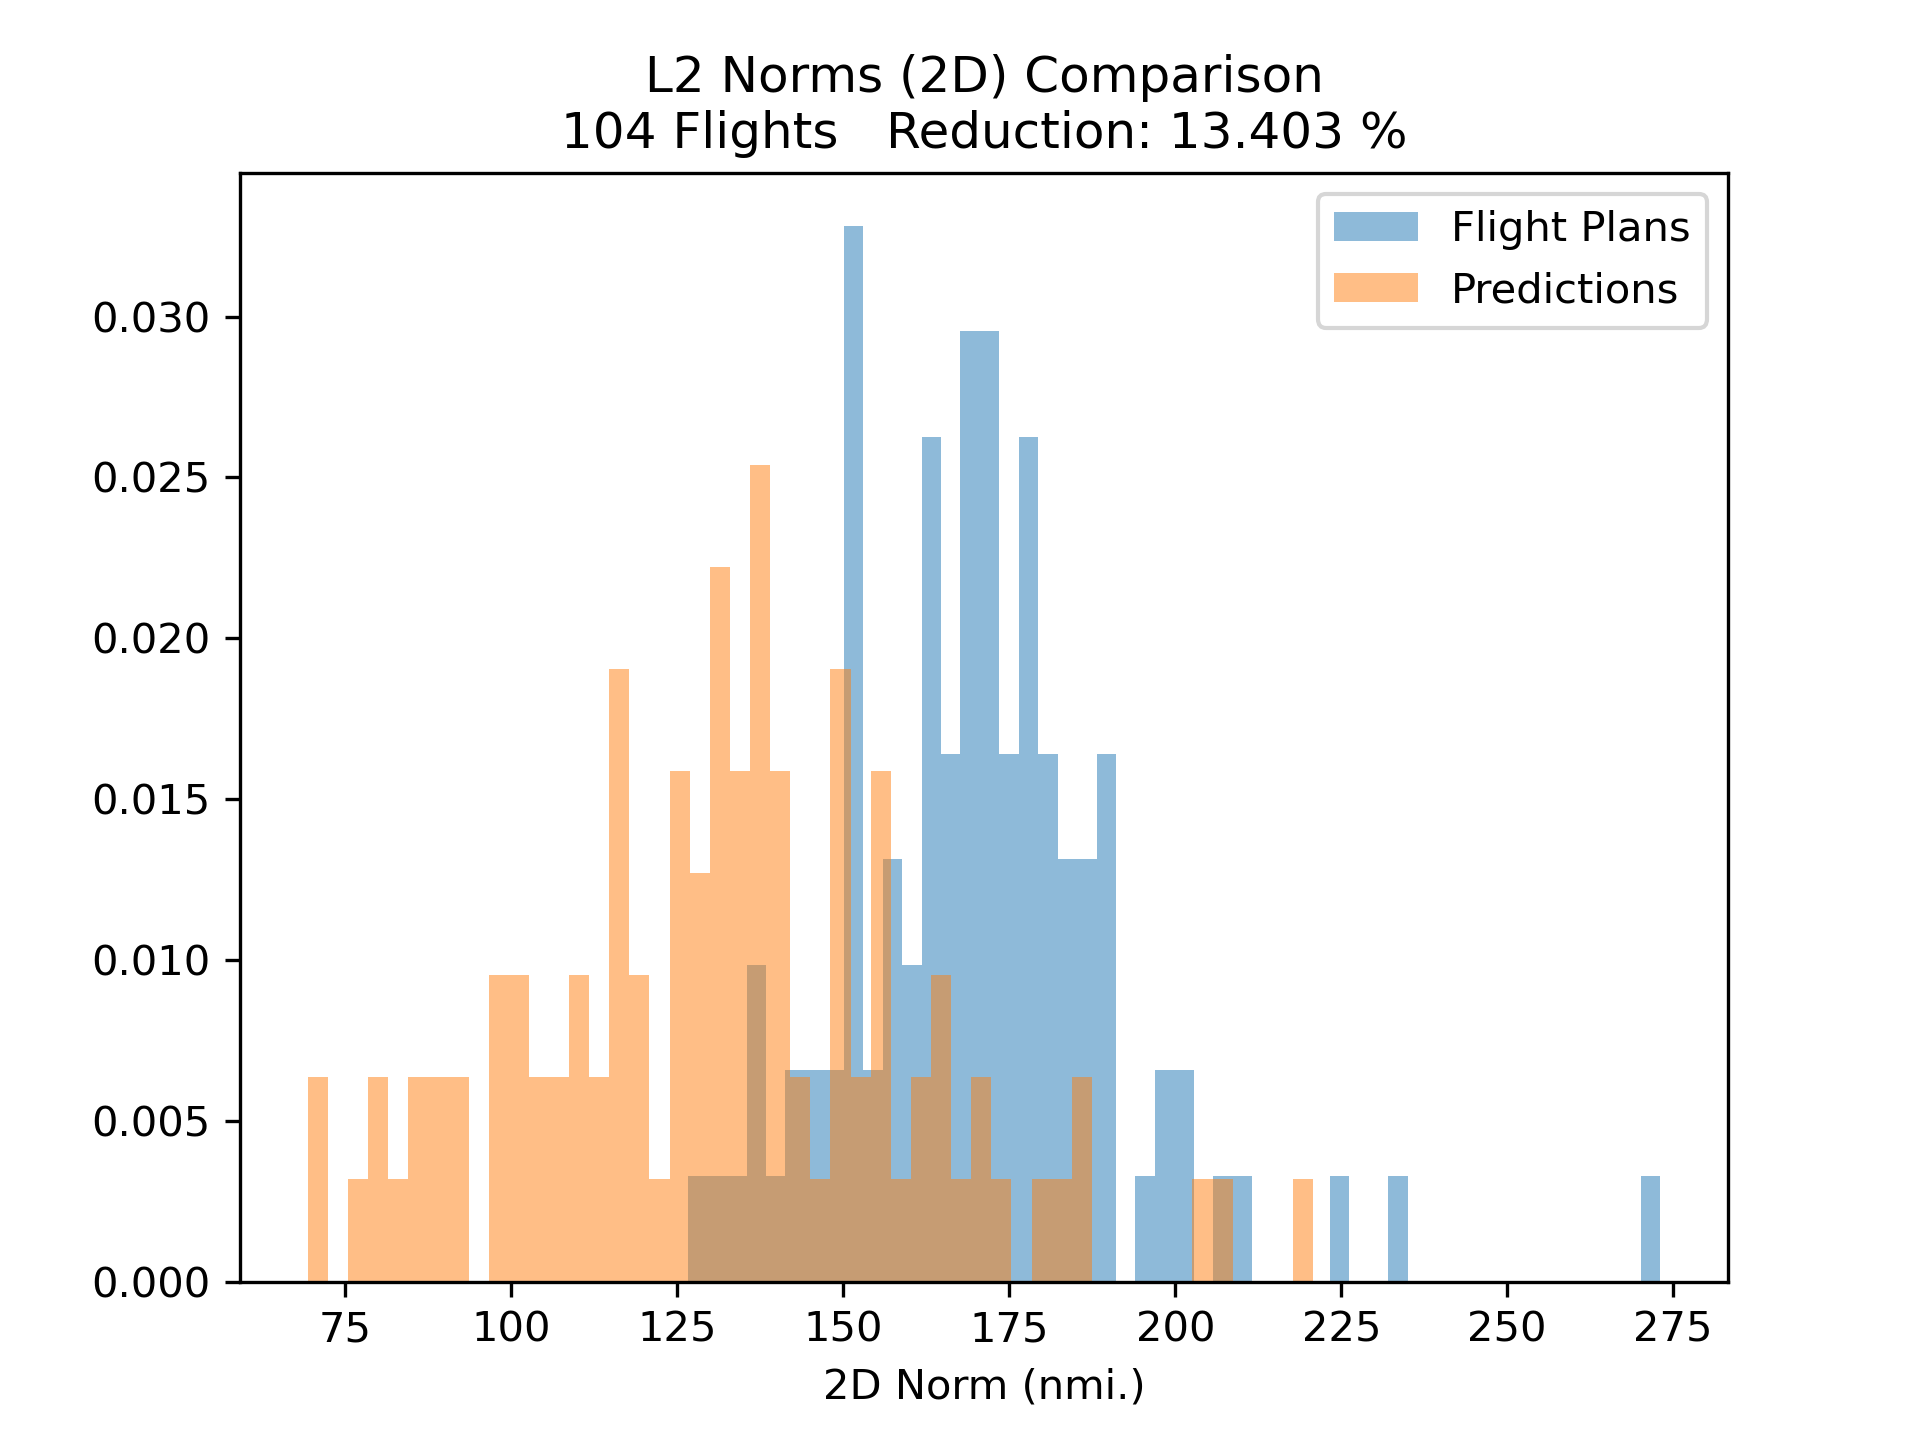 L2 Norms (2D) Comparison
104 Flights   Reduction: 13.403 %
Flight Plans
Predictions
0.030
0.025
0.020
0.015
0.010
0.005
0.000
75 100 125 150 175 200 225 250 275
2D Norm (nmi.)